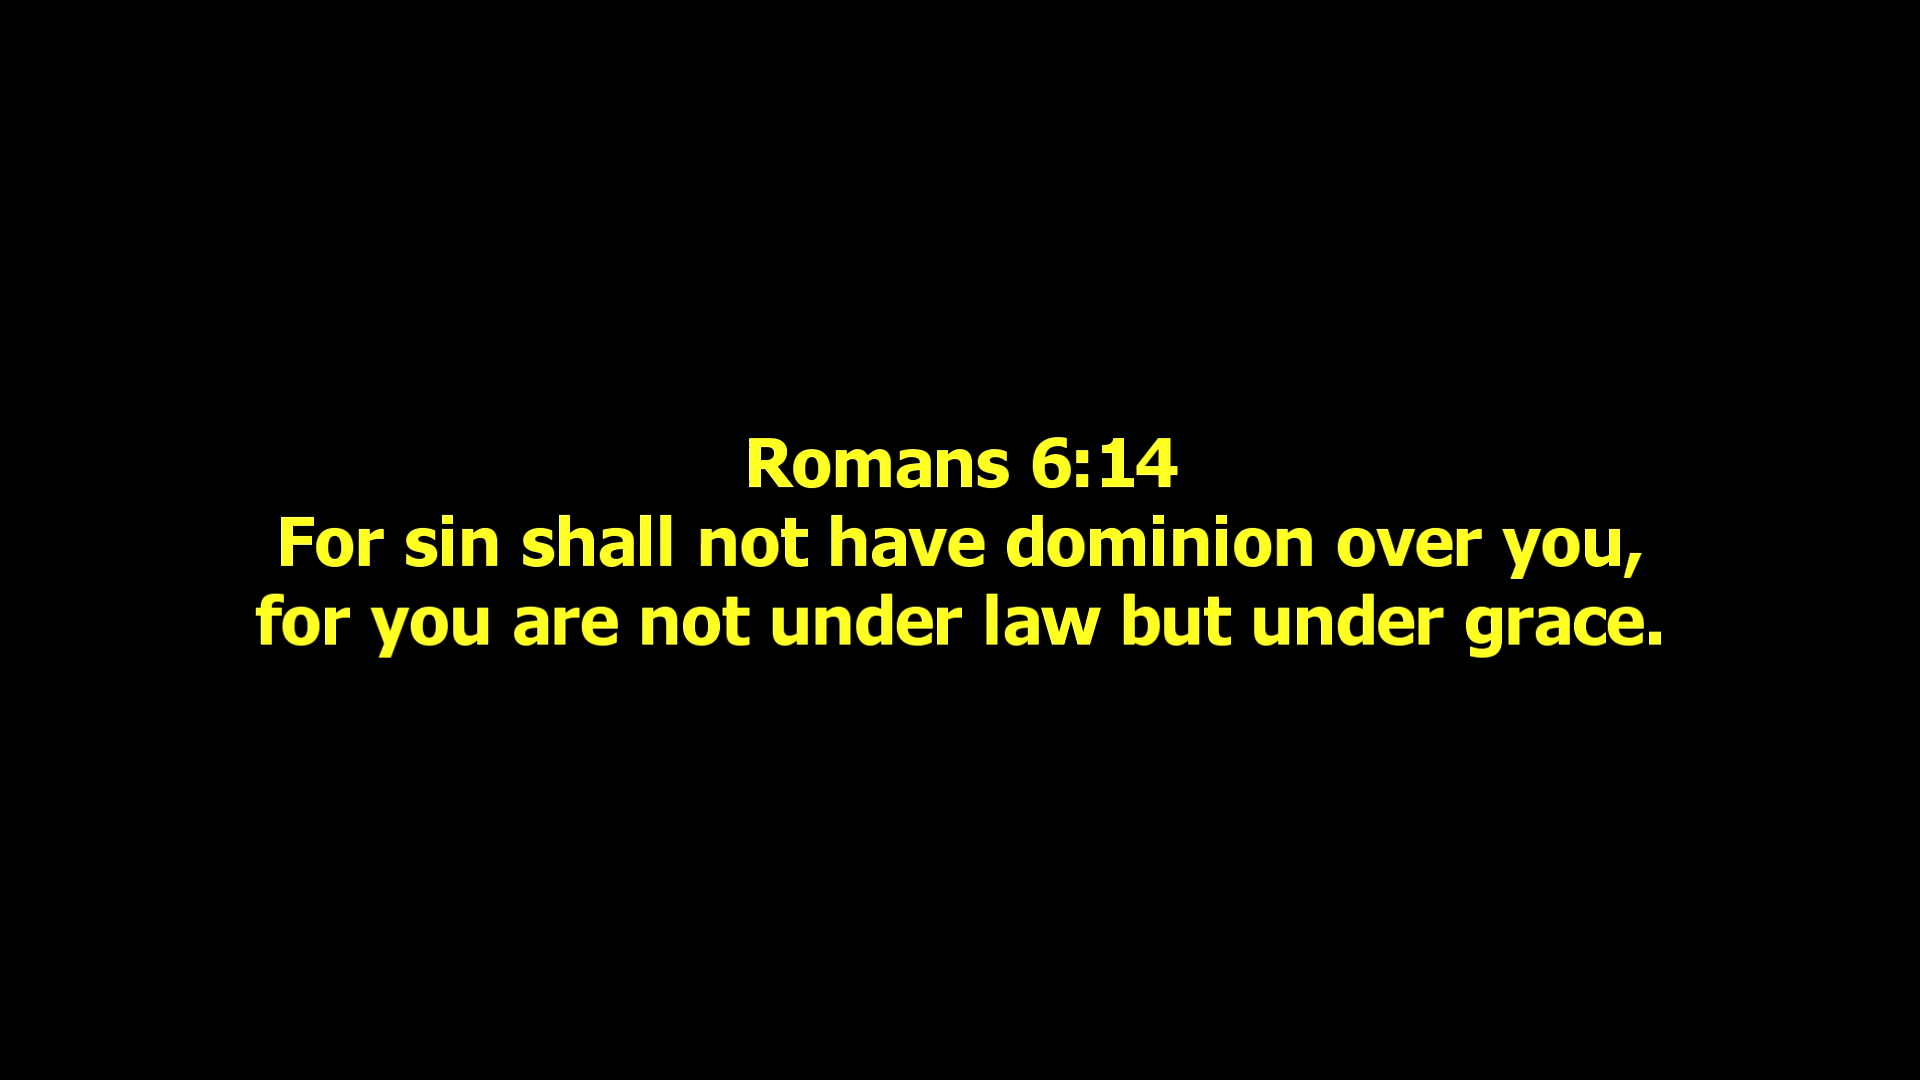 Romans 6:14
For sin shall not have dominion over you,
for you are not under law but under grace.